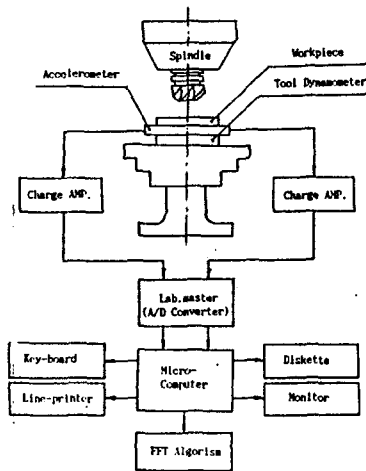 Spindle
Workpiece
Accelerometer
Tool Dynamometer
Charge AMP.
Charge AMP.
Lab.master
(A/D Converter)
Key-board
Micro-
Computer
Diskette
Line-printer
Monitor
FFT Algorism